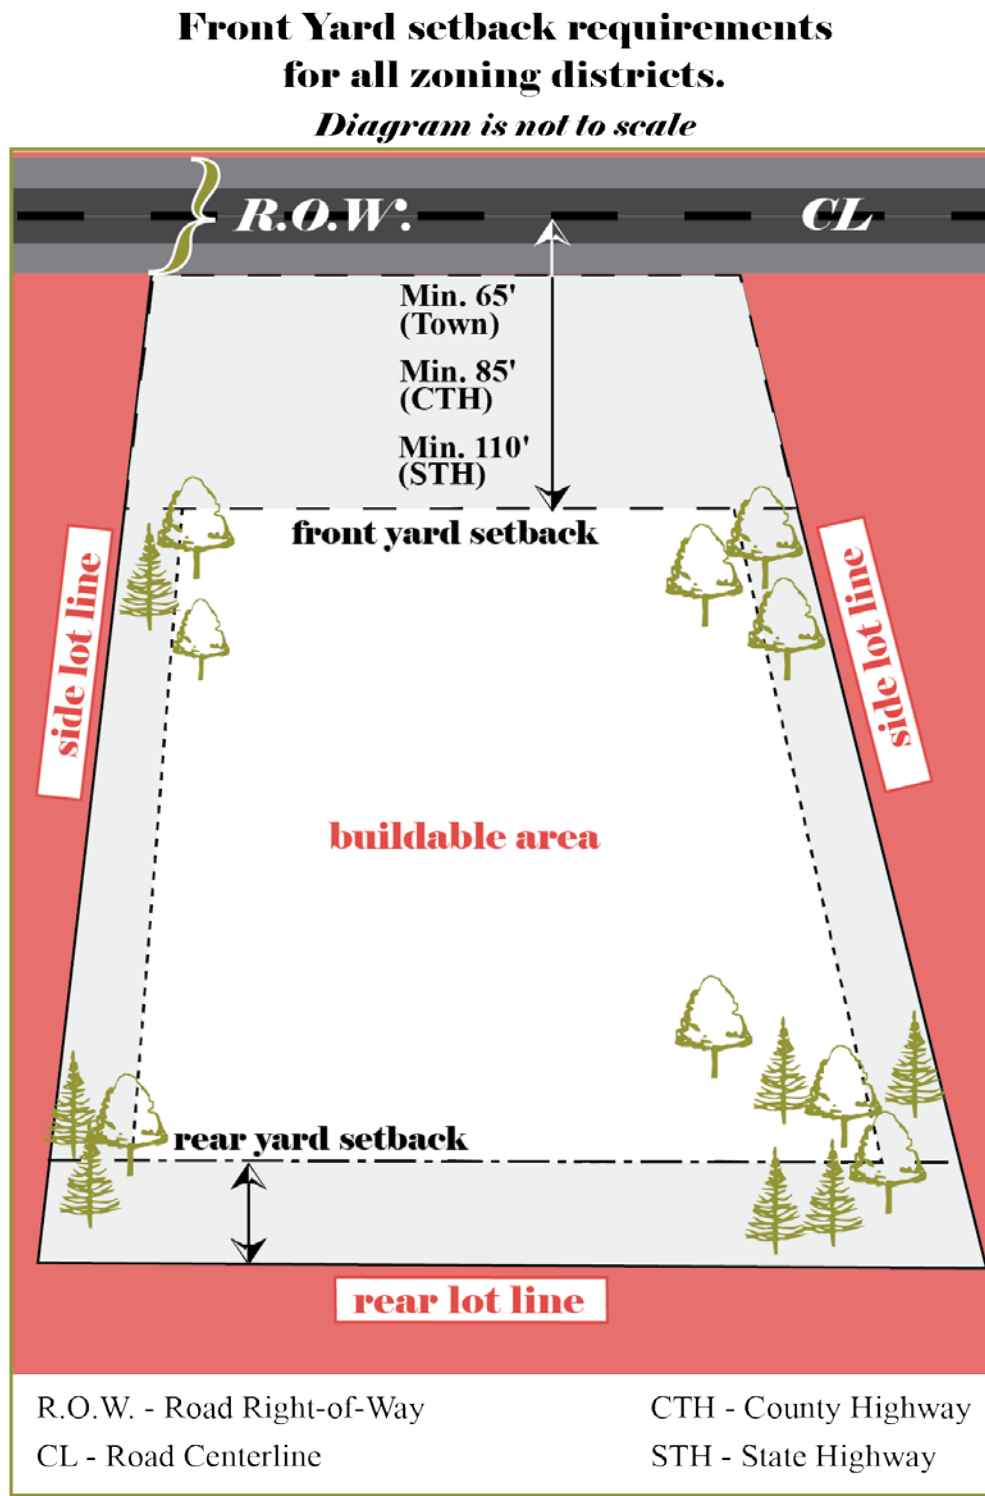 Front Yard setback requirements
for all zoning districts.
Diagram is not to scale
R.O.W.
CL
Min. 65'
(Town)
Min. 85'
(CTH)
Min. 110'
(STH)
front yard setback
side lot line
side lot line
buildable area
rear yard setback
rear lot line
R.O.W. - Road Right-of-Way
CL - Road Centerline
CTH - County Highway
STH - State Highway